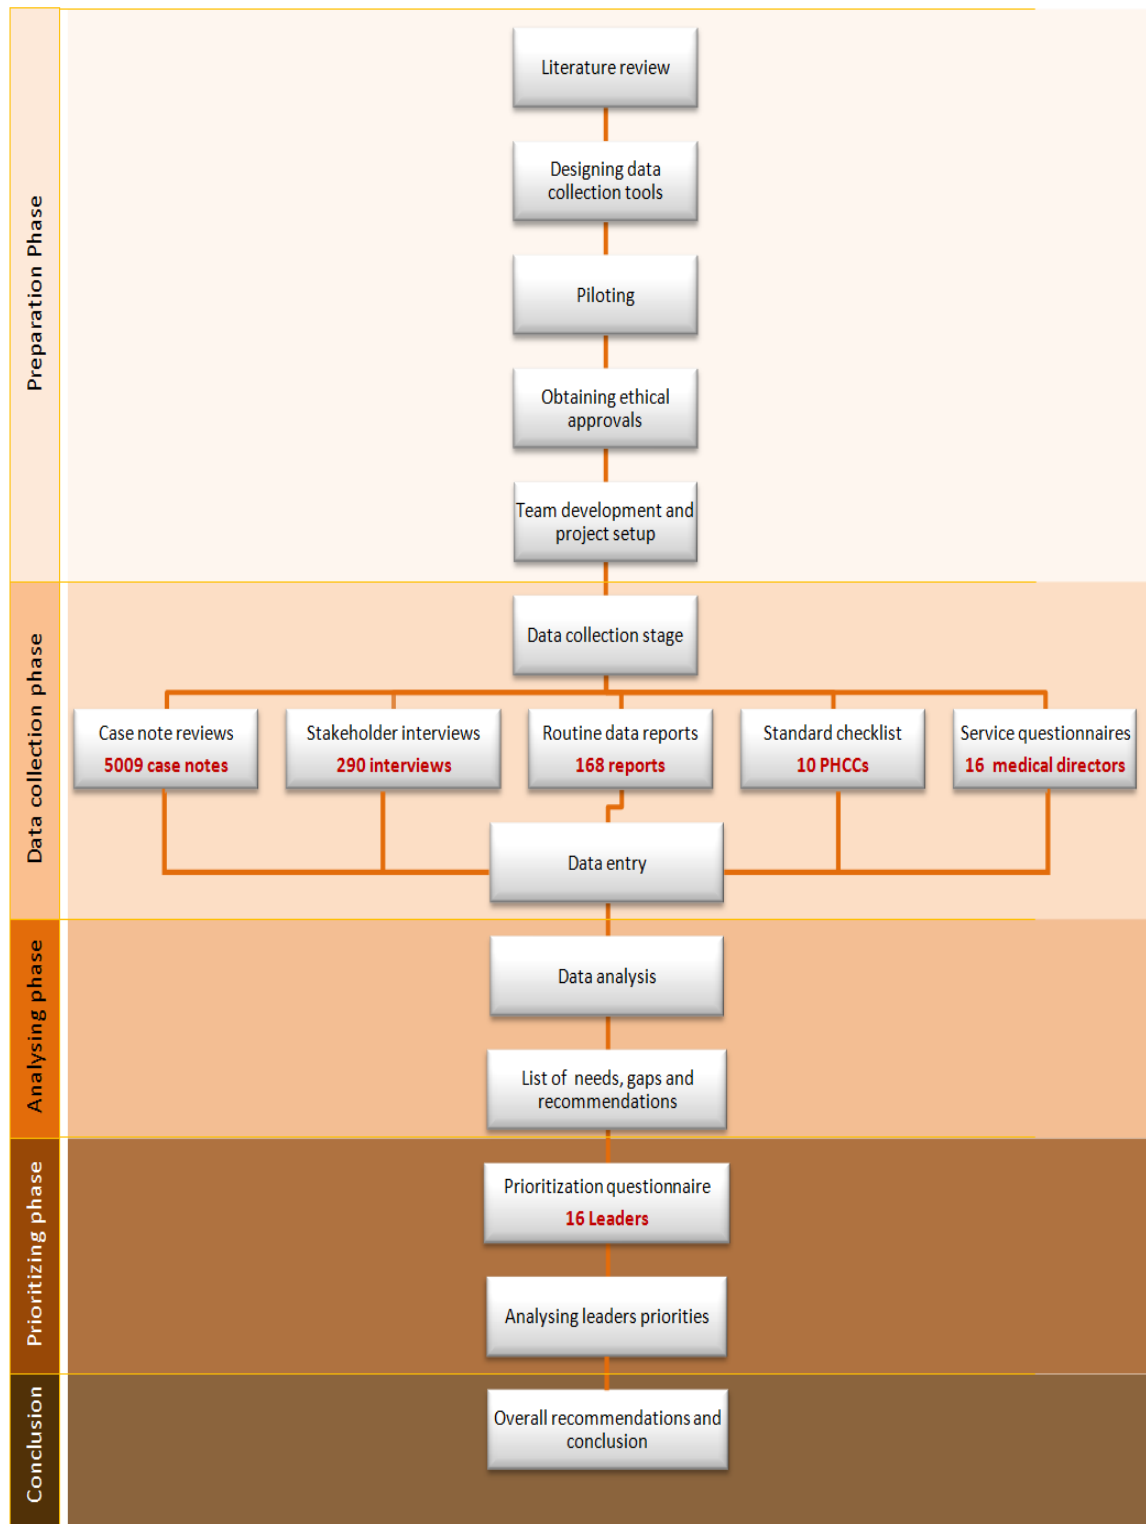 Preparation Phase
Literature review
Designing data
collection tools
Piloting
Obtaining ethical
approvals
Team development and
project setup
Data collection phase
Data collection stage
Case note reviews
5009 case notes
Stakeholder interviews
290 interviews
Routine data reports
168 reports
Standard checklist
10 PHCCs
Service questionnaires
16 medical directors
Data entry
Analysing phase
Data analysis
List of needs, gaps and
recommendations
Prioritizing phase
Prioritization questionnaire
16 Leaders
Analysing leaders priorities
Conclusion
Overall recommendations and
conclusion